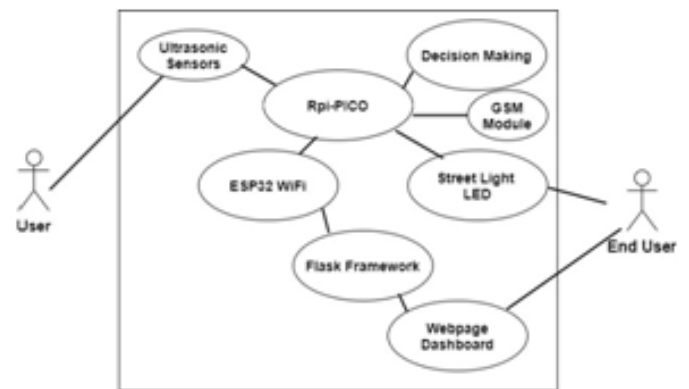 Ultrasonic
Sensors
Decision Making
Rpi-PICO
GSM
Module
ESP32 WiFi
Street Light
LED
User
End User
Flask Framework
Webpage
Dashboard